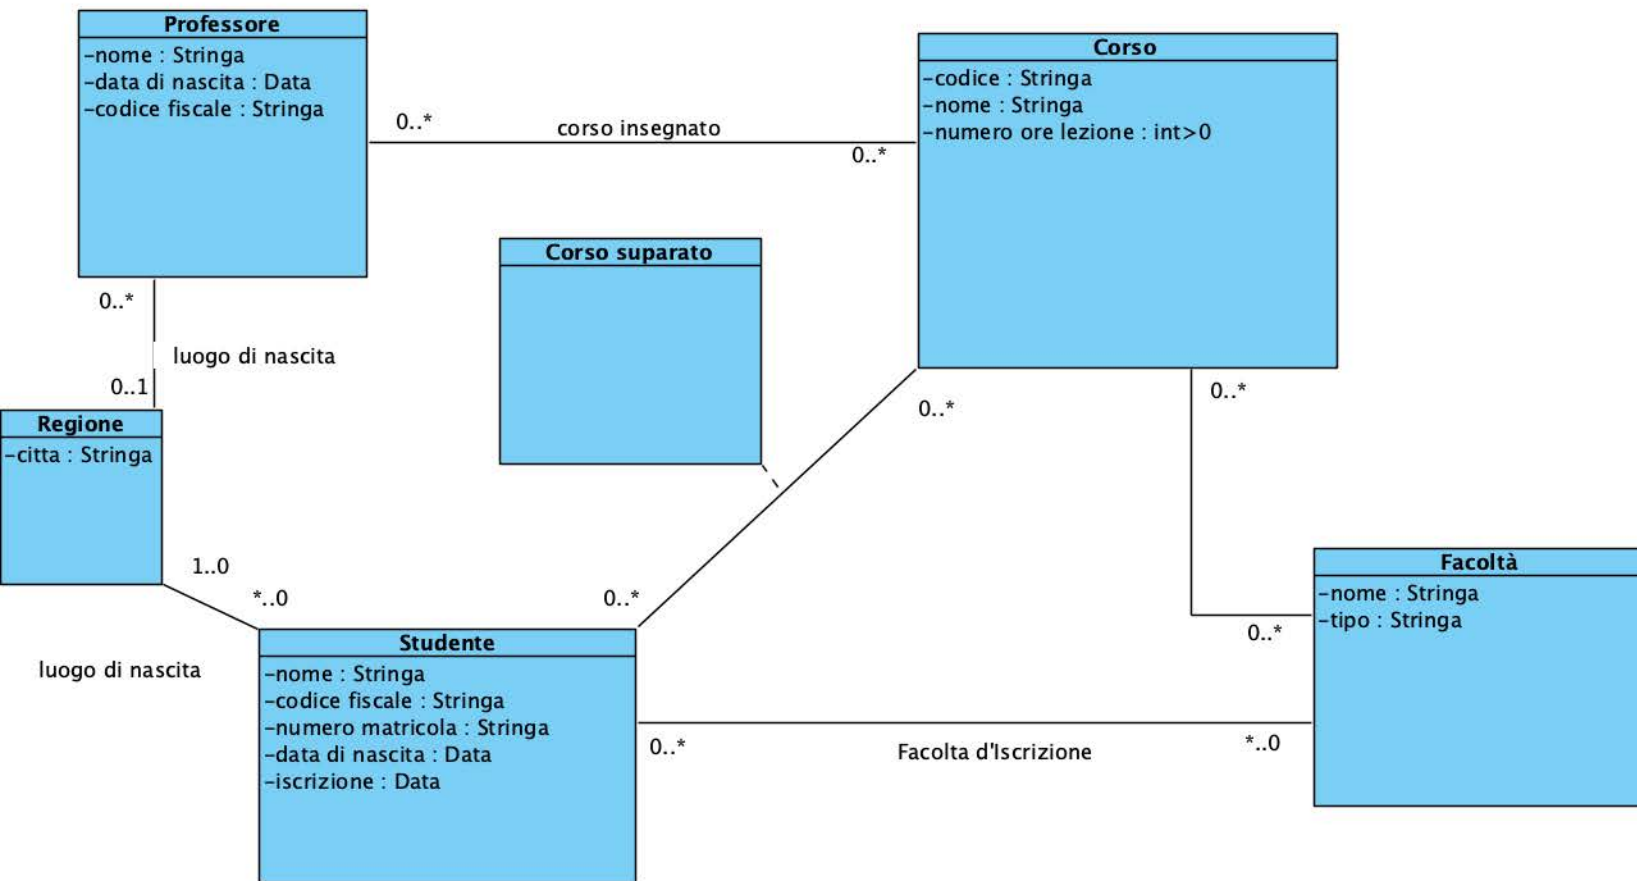 Professore
-nome : Stringa
-data di nascita : Data
-codice fiscale : Stringa
Corso
-codice : Stringa
-nome : Stringa
-numero ore lezione : int>0
0..*
corso insegnato
0..*
Corso suparato
0..*
luogo di nascita
0..1
Regione
-citta : Stringa
0..*
0..*
1..0
*..0
0..*
luogo di nascita
Studente
-nome : Stringa
-codice fiscale : Stringa
-numero matricola : Stringa
-data di nascita : Data
-iscrizione : Data
Facoltà
-nome : Stringa
-tipo : Stringa
0..*
0..*
Facolta d'Iscrizione
*..0